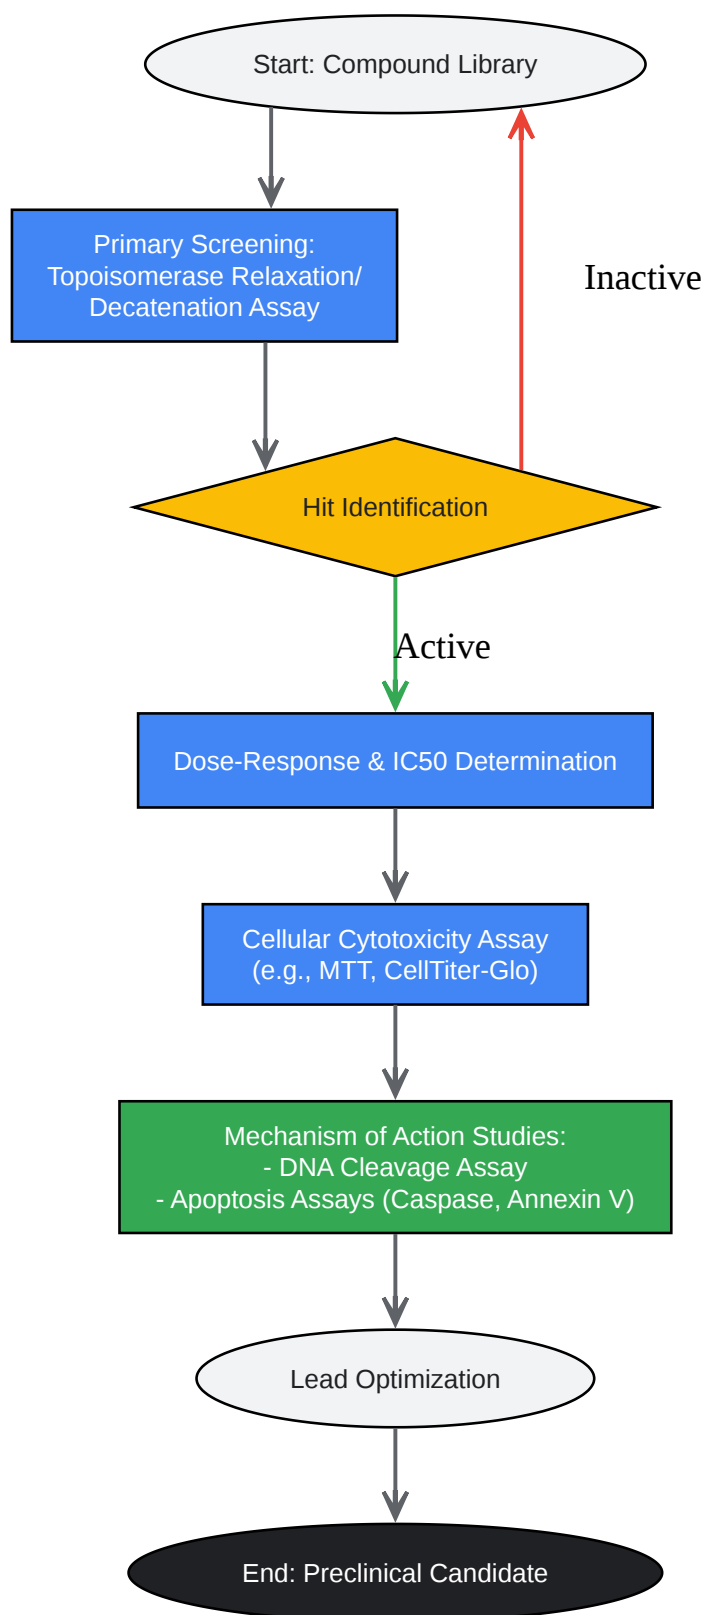 Start: Compound Library
Primary Screening:
Topoisomerase Relaxation/
Decatenation Assay
Inactive
Hit Identification
Active
Dose-Response & IC50 Determination
Cellular Cytotoxicity Assay
(e.g., MTT, CellTiter-Glo)
Mechanism of Action Studies:
- DNA Cleavage Assay
- Apoptosis Assays (Caspase, Annexin V)
Lead Optimization
End: Preclinical Candidate